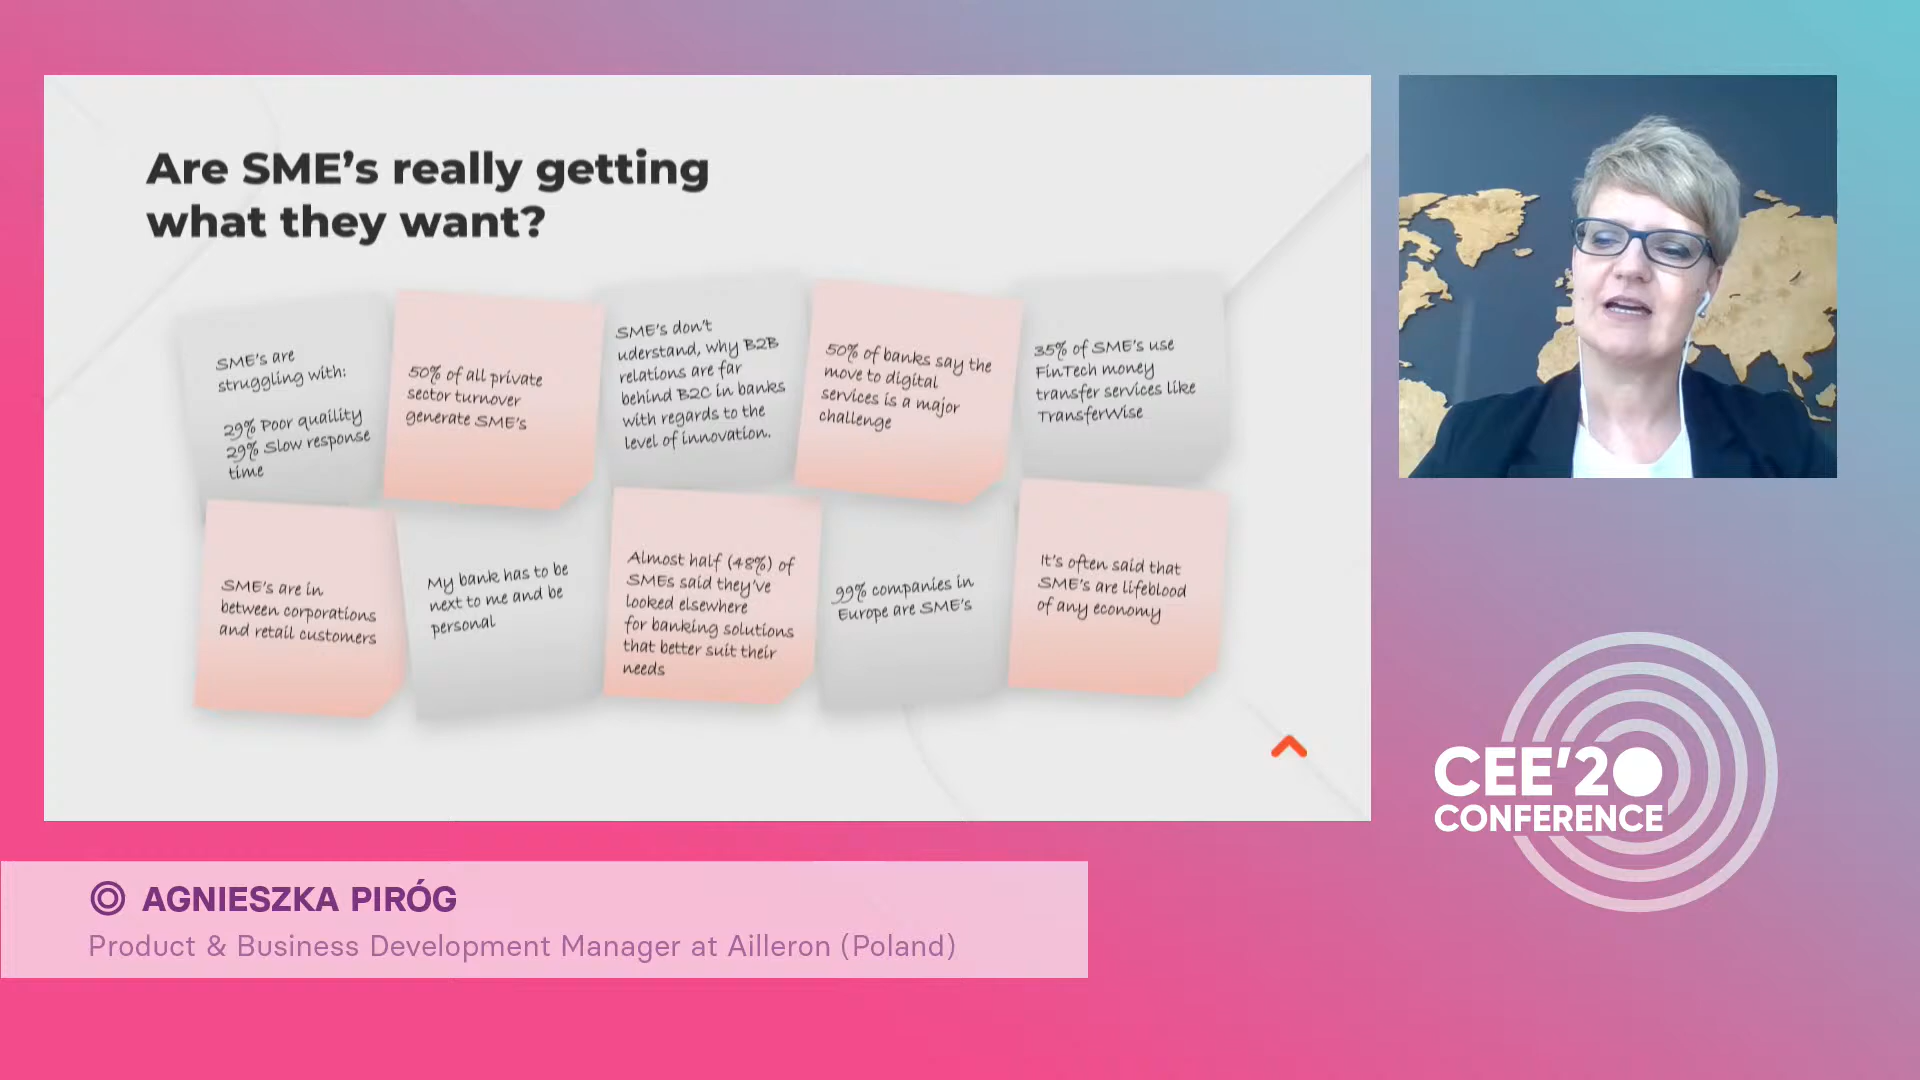 Are SME's really getting
what they want?
SME's are
struggling with:
29% Poor quaility
29% Slow response
time
50% of all private
sector turnover
generate SME's
SME's don't
uderstand, why B2B
relations are far
behind B2C in banks
with regards to the
level of innovation.
50% of banks say the
move to digital
services is a major
challenge
35% of SME's use
FinTech money
transfer services like
TransferWise
SME's are in
between corporations
and retail customers
My bank has to be
next to me and be
personal
Almost half (48%) of
SMEs said they've
looked elsewhere
for banking solutions
that better suit their
needs
99% companies in
Europe are SME's
It's often said that
SME's are lifeblood
of any economy
CEE'20
CONFERENCE
AGNIESZKA PIRÓG
Product & Business Development Manager at Ailleron (Poland)